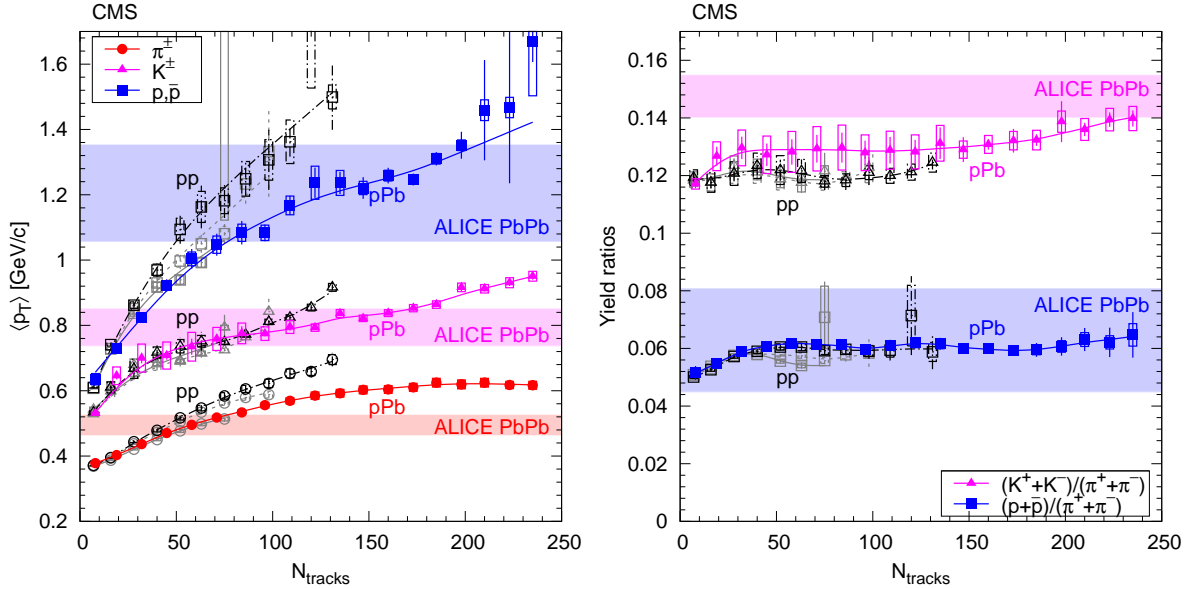 CMS
π±
K±
p,p̄
ALICE PbPb
pp
pPb
ALICE PbPb
pp
pPb
ALICE PbPb
pp
pPb
⟨pT⟩ [GeV/c]
0.2
0.4
0.6
0.8
1
1.2
1.4
1.6
0
50
100
150
200
250
Ntracks
CMS
ALICE PbPb
pPb
pp
ALICE PbPb
pPb
pp
(K⁺+K⁻)/(π⁺+π⁻)
(p+p̄)/(π⁺+π⁻)
Yield ratios
0
0.02
0.04
0.06
0.08
0.1
0.12
0.14
0.16
0
50
100
150
200
250
Ntracks